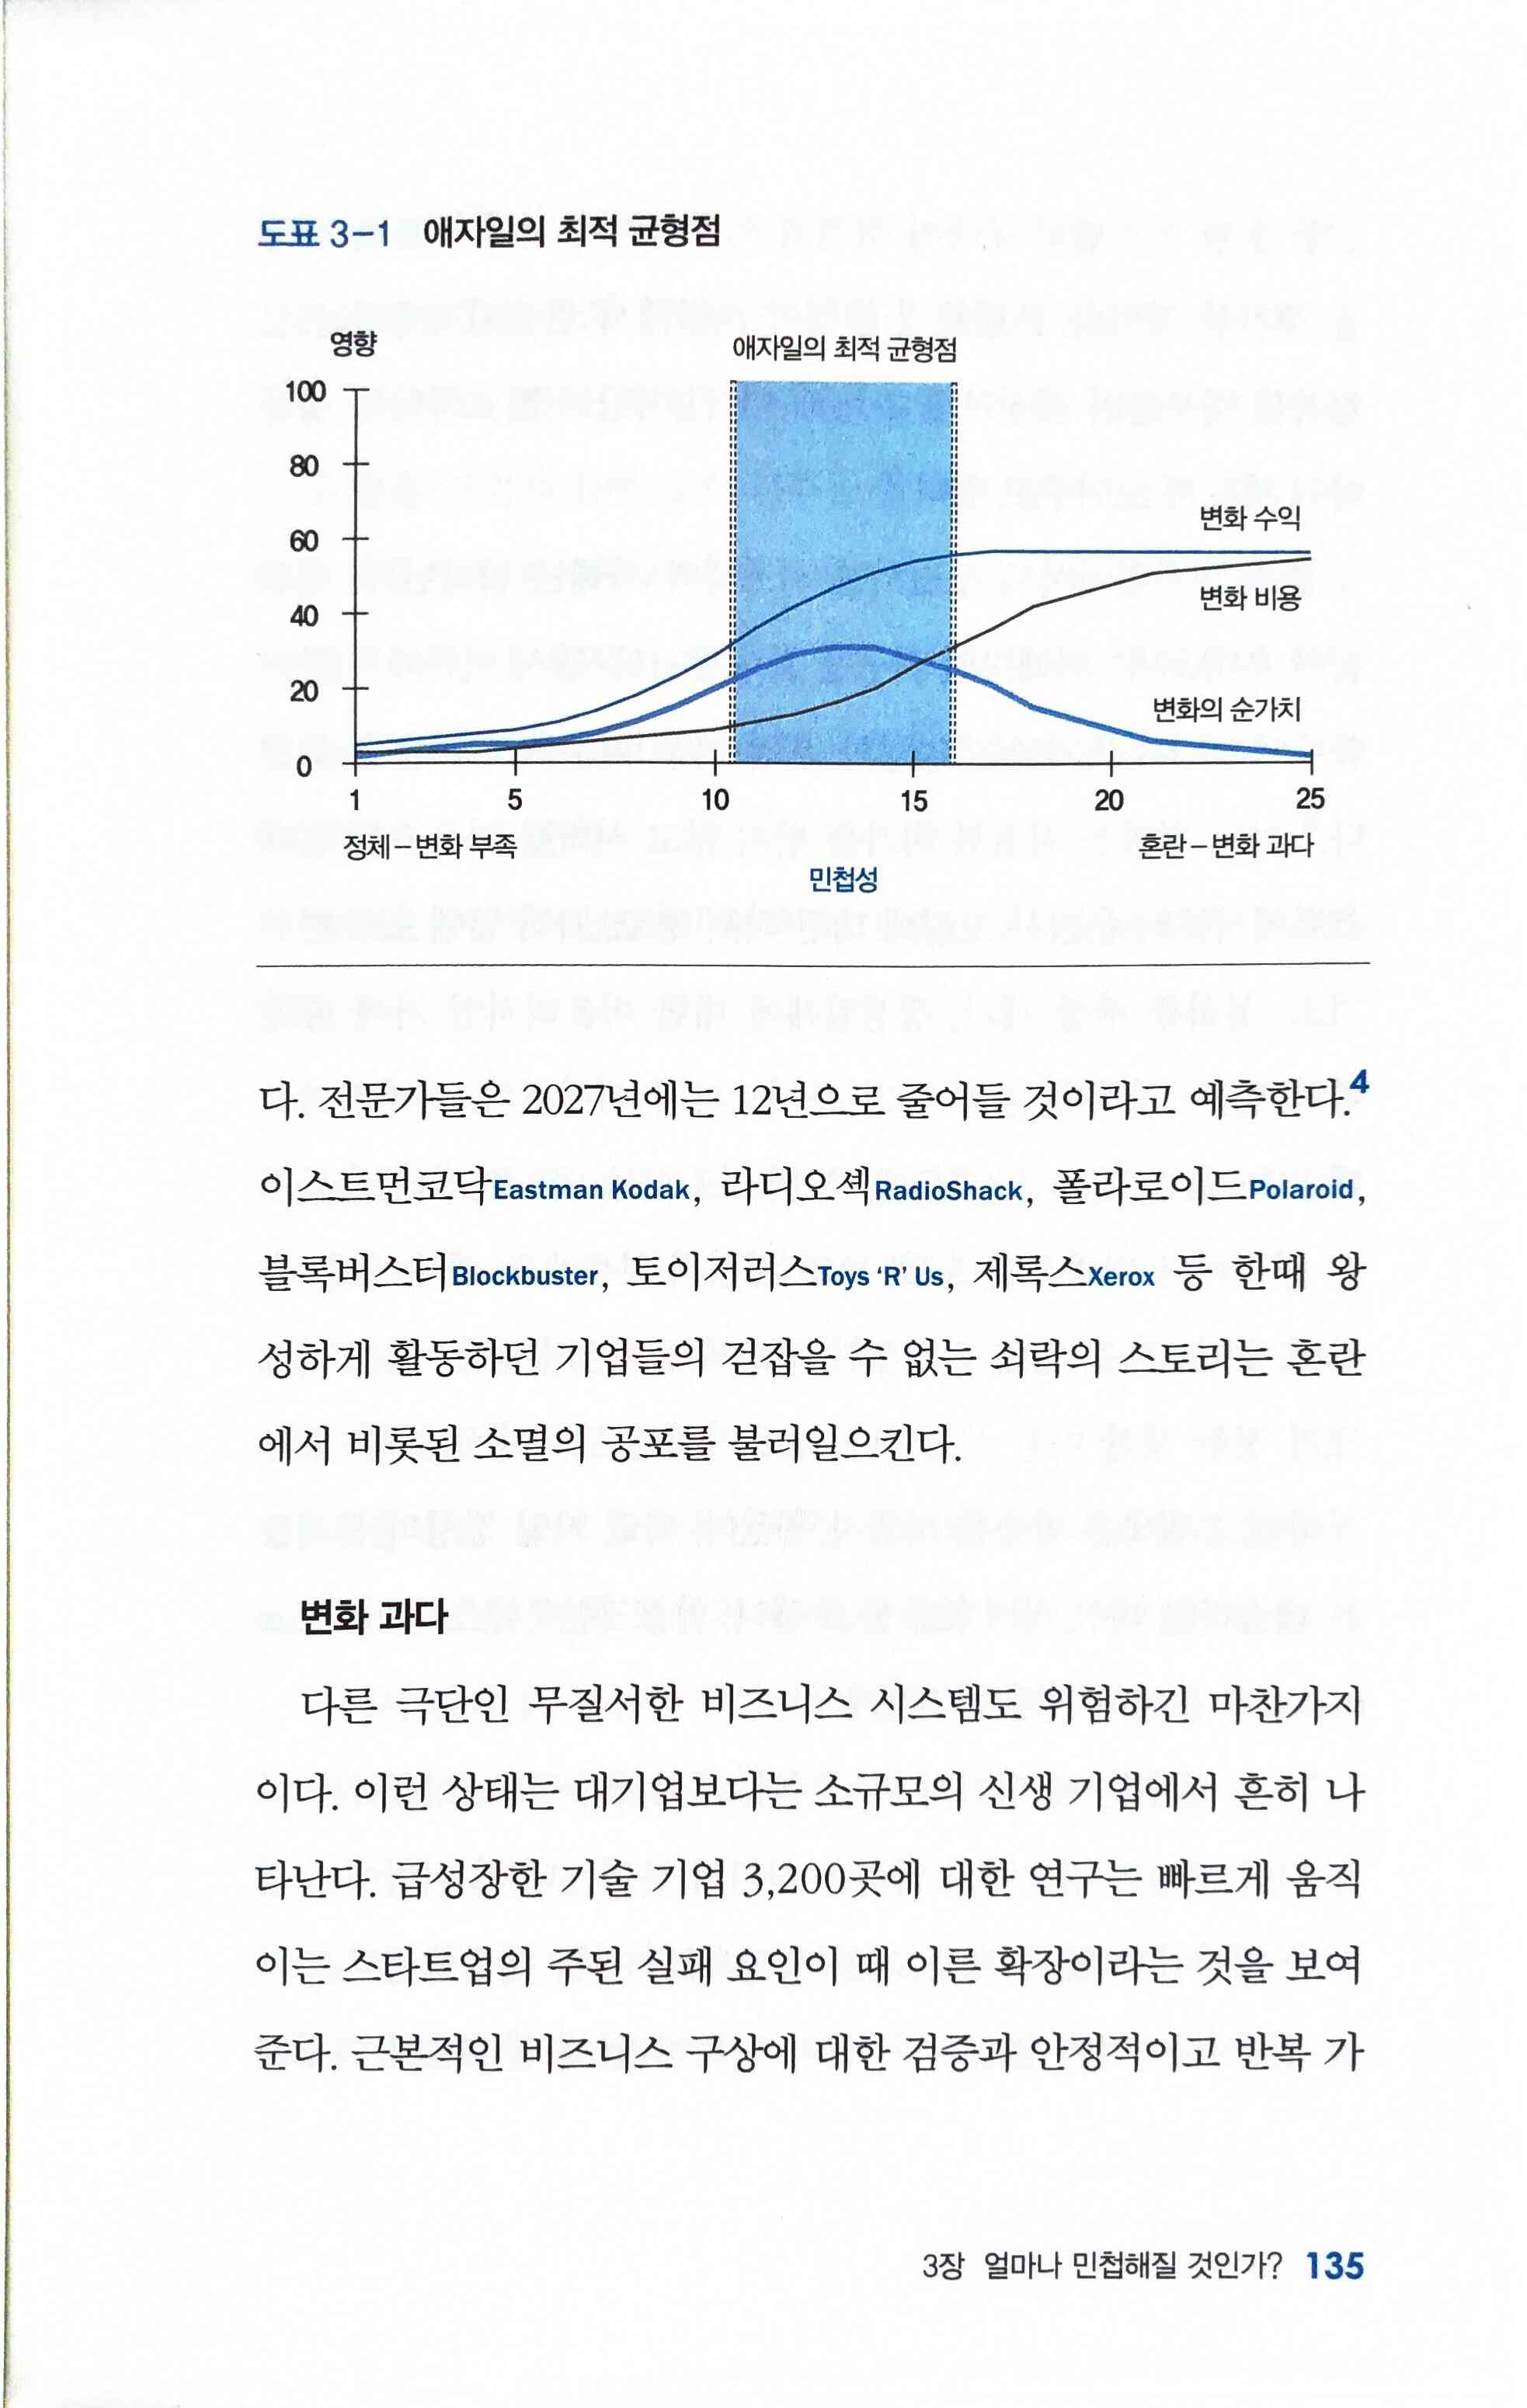 도표 3-1 애자일의 최적 균형점
영향
애자일의 최적 균형점
100
80
60
40
20
0
변화 수익
변화 비용
변화의 순가치
1 5 10 15 20 25
정체 – 변화 부족
혼란 – 변화 과다
민첩성
다. 전문가들은 2027년에는 12년으로 줄어들 것이라고 예측한다.4
이스트먼코닥Eastman Kodak, 라디오섁RadioShack, 폴라로이드Polaroid,
블록버스터Blockbuster, 토이저러스Toys ‘R’ Us, 제록스Xerox 등 한때 왕
성하게 활동하던 기업들의 걷잡을 수 없는 쇠락의 스토리는 혼란
에서 비롯된 소멸의 공포를 불러일으킨다.
변화 과다
다른 극단인 무질서한 비즈니스 시스템도 위험하긴 마찬가지
이다. 이런 상태는 대기업보다는 소규모의 신생 기업에서 흔히 나
타난다. 급성장한 기술 기업 3,200곳에 대한 연구는 빠르게 움직
이는 스타트업의 주된 실패 요인이 때 이른 확장이라는 것을 보여
준다. 근본적인 비즈니스 구상에 대한 검증과 안정적이고 반복 가
3장 얼마나 민첩해질 것인가? 135